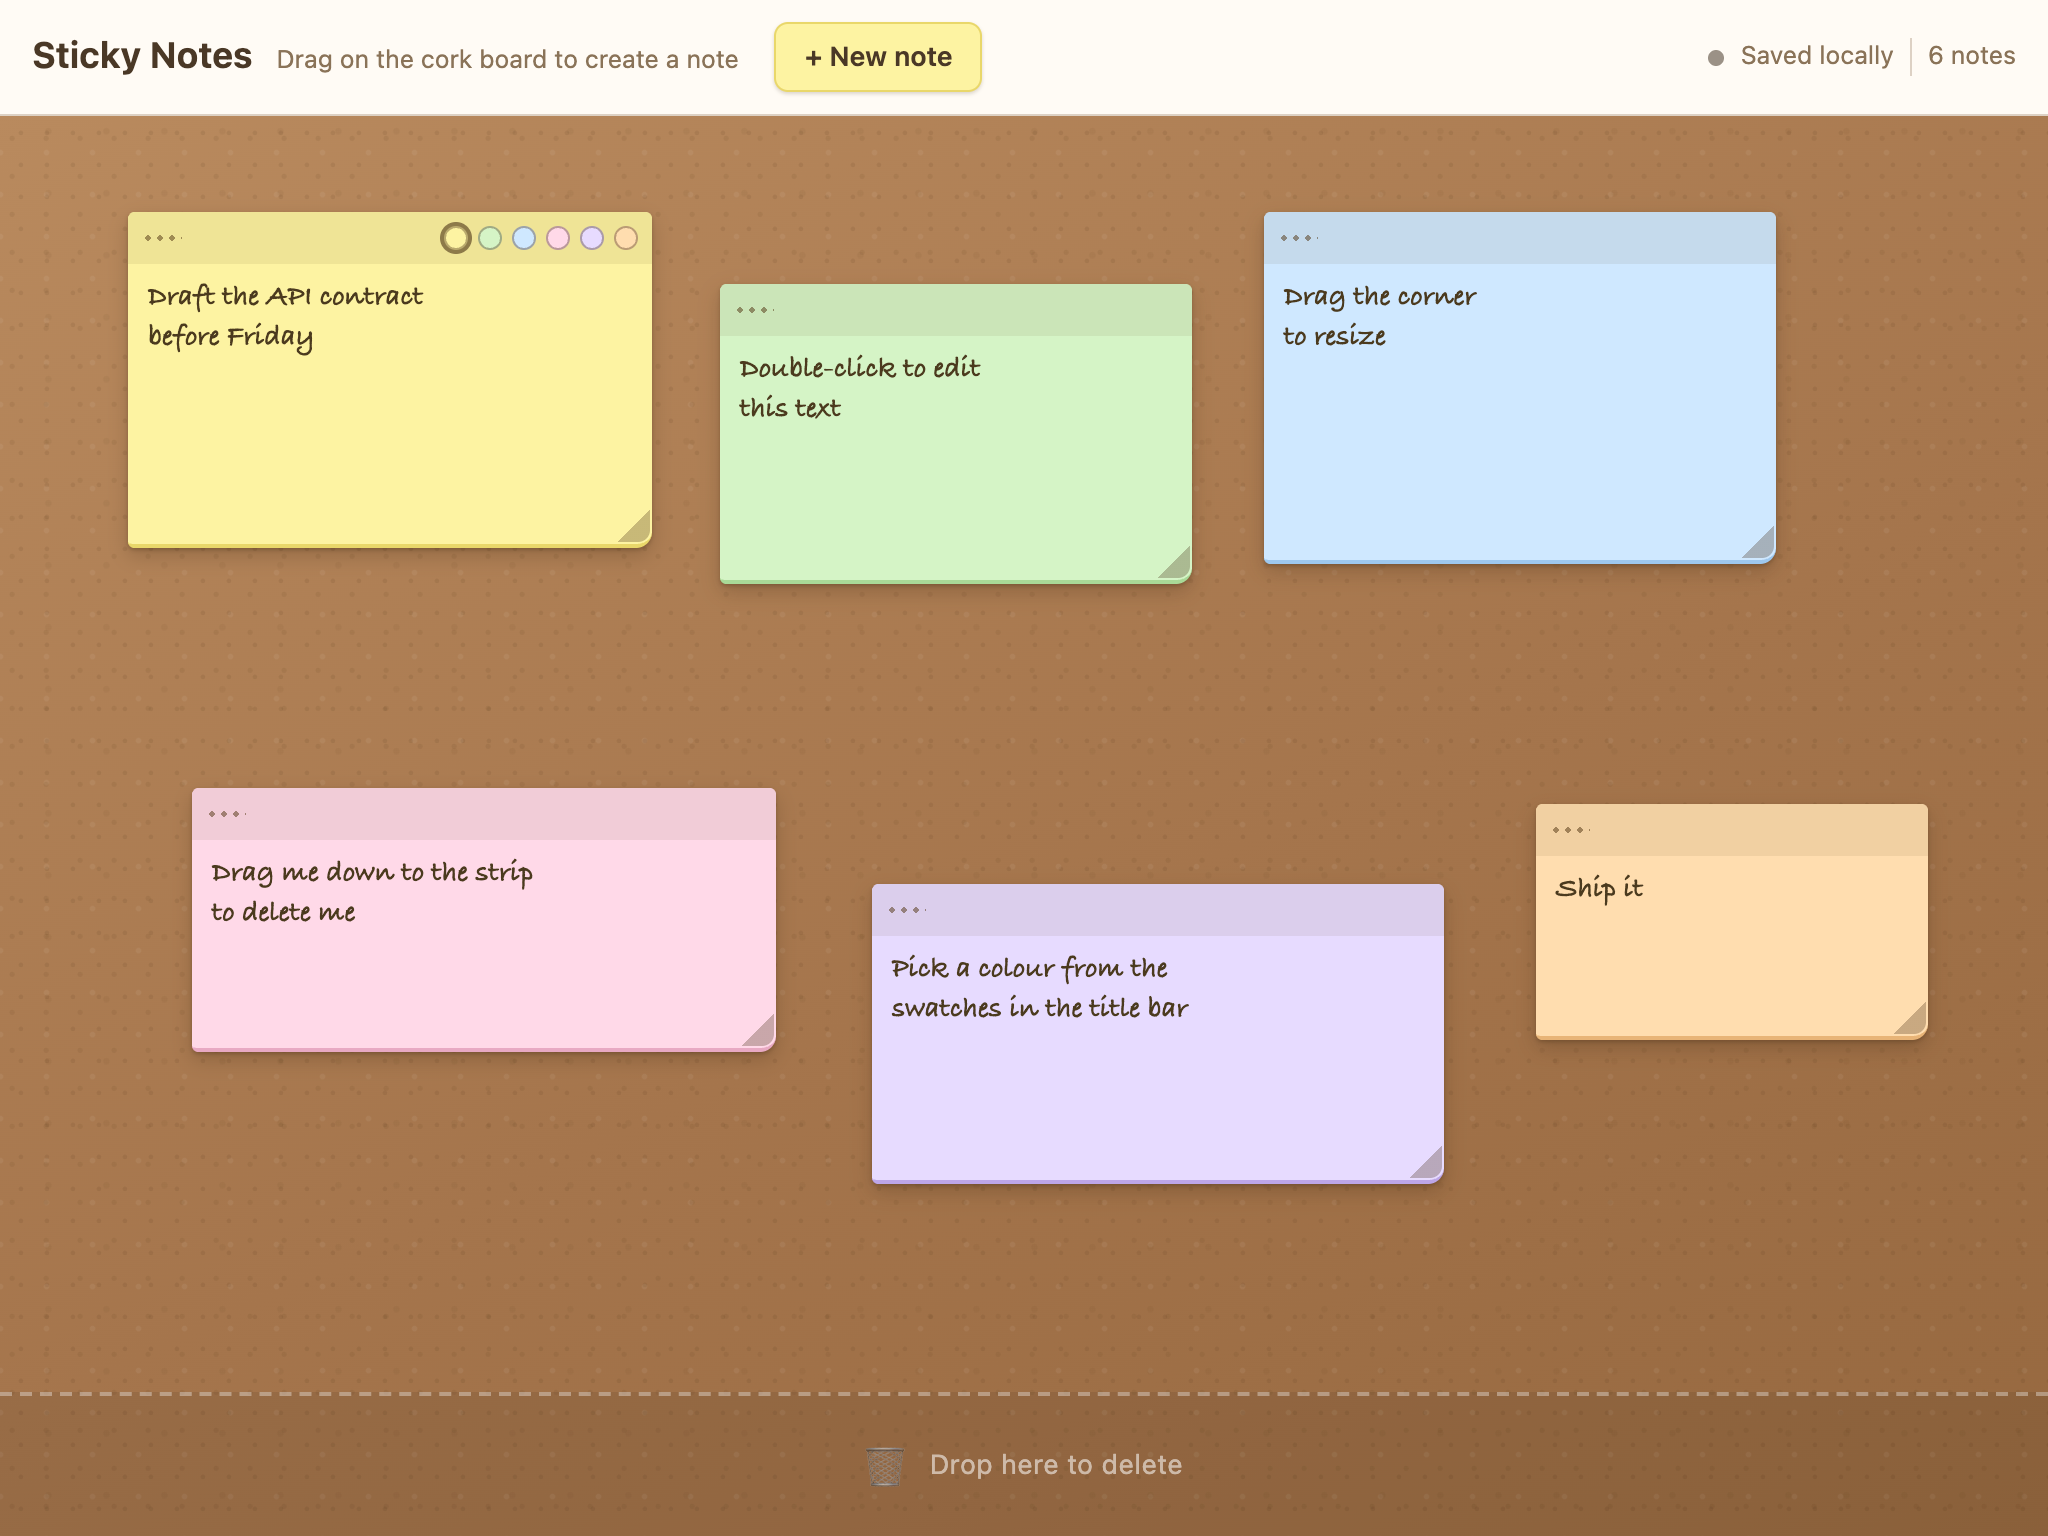 Sticky Notes
Drag on the cork board to create a note
+ New note
Saved locally
6 notes
Draft the API contract
before Friday
Double-click to edit
this text
Drag the corner
to resize
Drag me down to the strip
to delete me
Pick a colour from the
swatches in the title bar
Ship it
Drop here to delete